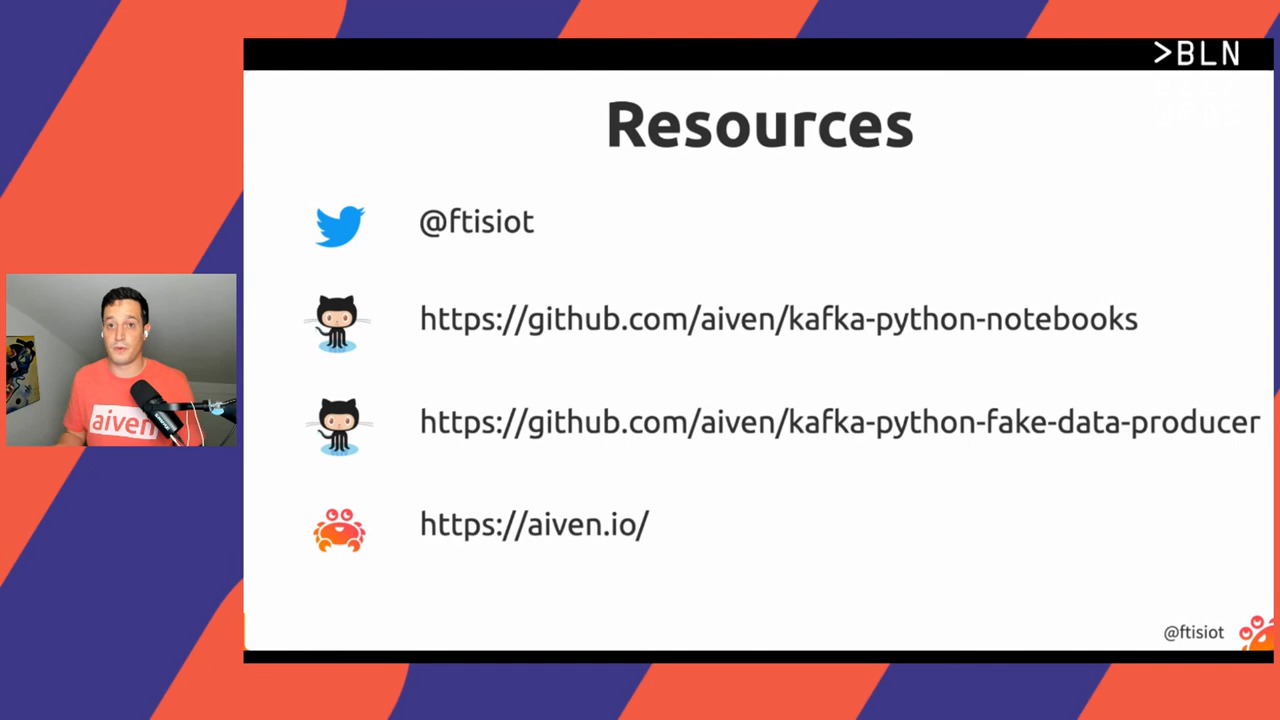 >BLN
Resources
@ftisiot
https://github.com/aiven/kafka-python-notebooks
https://github.com/aiven/kafka-python-fake-data-producer
https://aiven.io/
@ftisiot
aiven